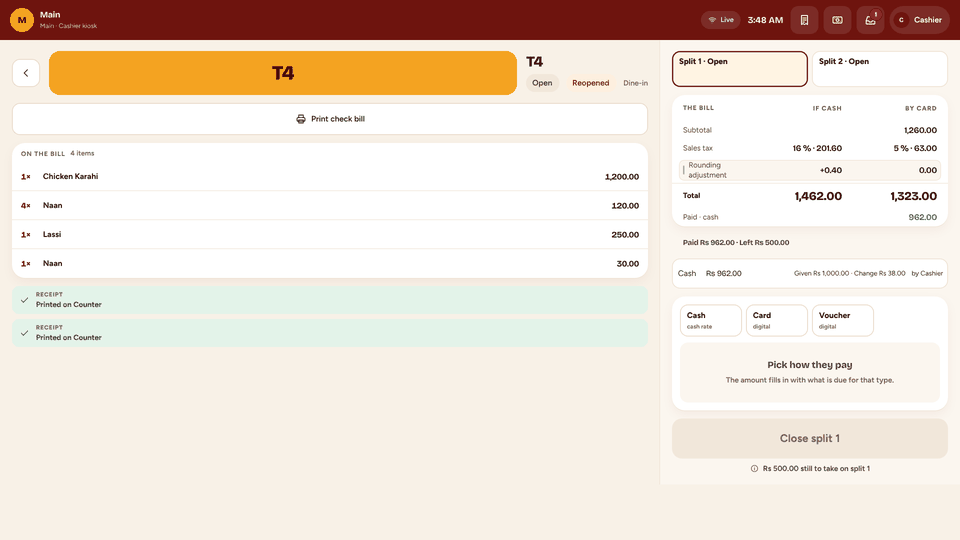 M
Main
Main · Cashier kiosk
Live
3:48 AM
1
C
Cashier
T4
T4
Open
Reopened
Dine-in
Print check bill
ON THE BILL 4 items
1× Chicken Karahi 1,200.00
4× Naan 120.00
1× Lassi 250.00
1× Naan 30.00
RECEIPT
Printed on Counter
RECEIPT
Printed on Counter
Split 1 · Open
Split 2 · Open
THE BILL IF CASH BY CARD
Subtotal 1,260.00
Sales tax 16 % · 201.60 5 % · 63.00
Rounding adjustment +0.40 0.00
Total 1,462.00 1,323.00
Paid · cash 962.00
Paid Rs 962.00 · Left Rs 500.00
Cash Rs 962.00 Given Rs 1,000.00 · Change Rs 38.00 by Cashier
Cash
cash rate
Card
digital
Voucher
digital
Pick how they pay
The amount fills in with what is due for that type.
Close split 1
Rs 500.00 still to take on split 1